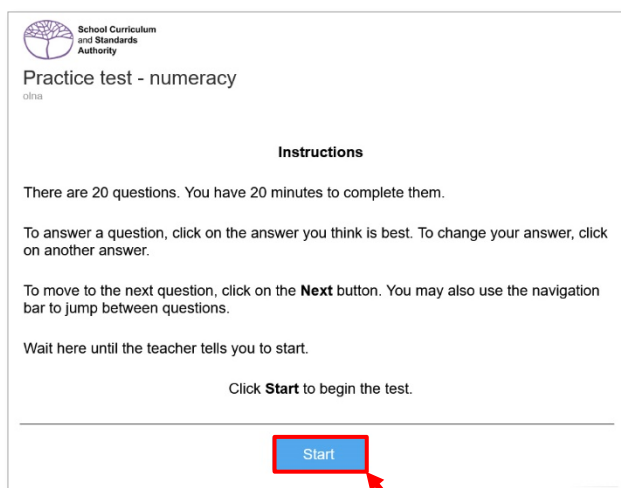 School Curriculum
and Standards
Authority
Practice test - numeracy
olna
Instructions
There are 20 questions. You have 20 minutes to complete them.
To answer a question, click on the answer you think is best. To change your answer, click
on another answer.
To move to the next question, click on the Next button. You may also use the navigation
bar to jump between questions.
Wait here until the teacher tells you to start.
Click Start to begin the test.
Start